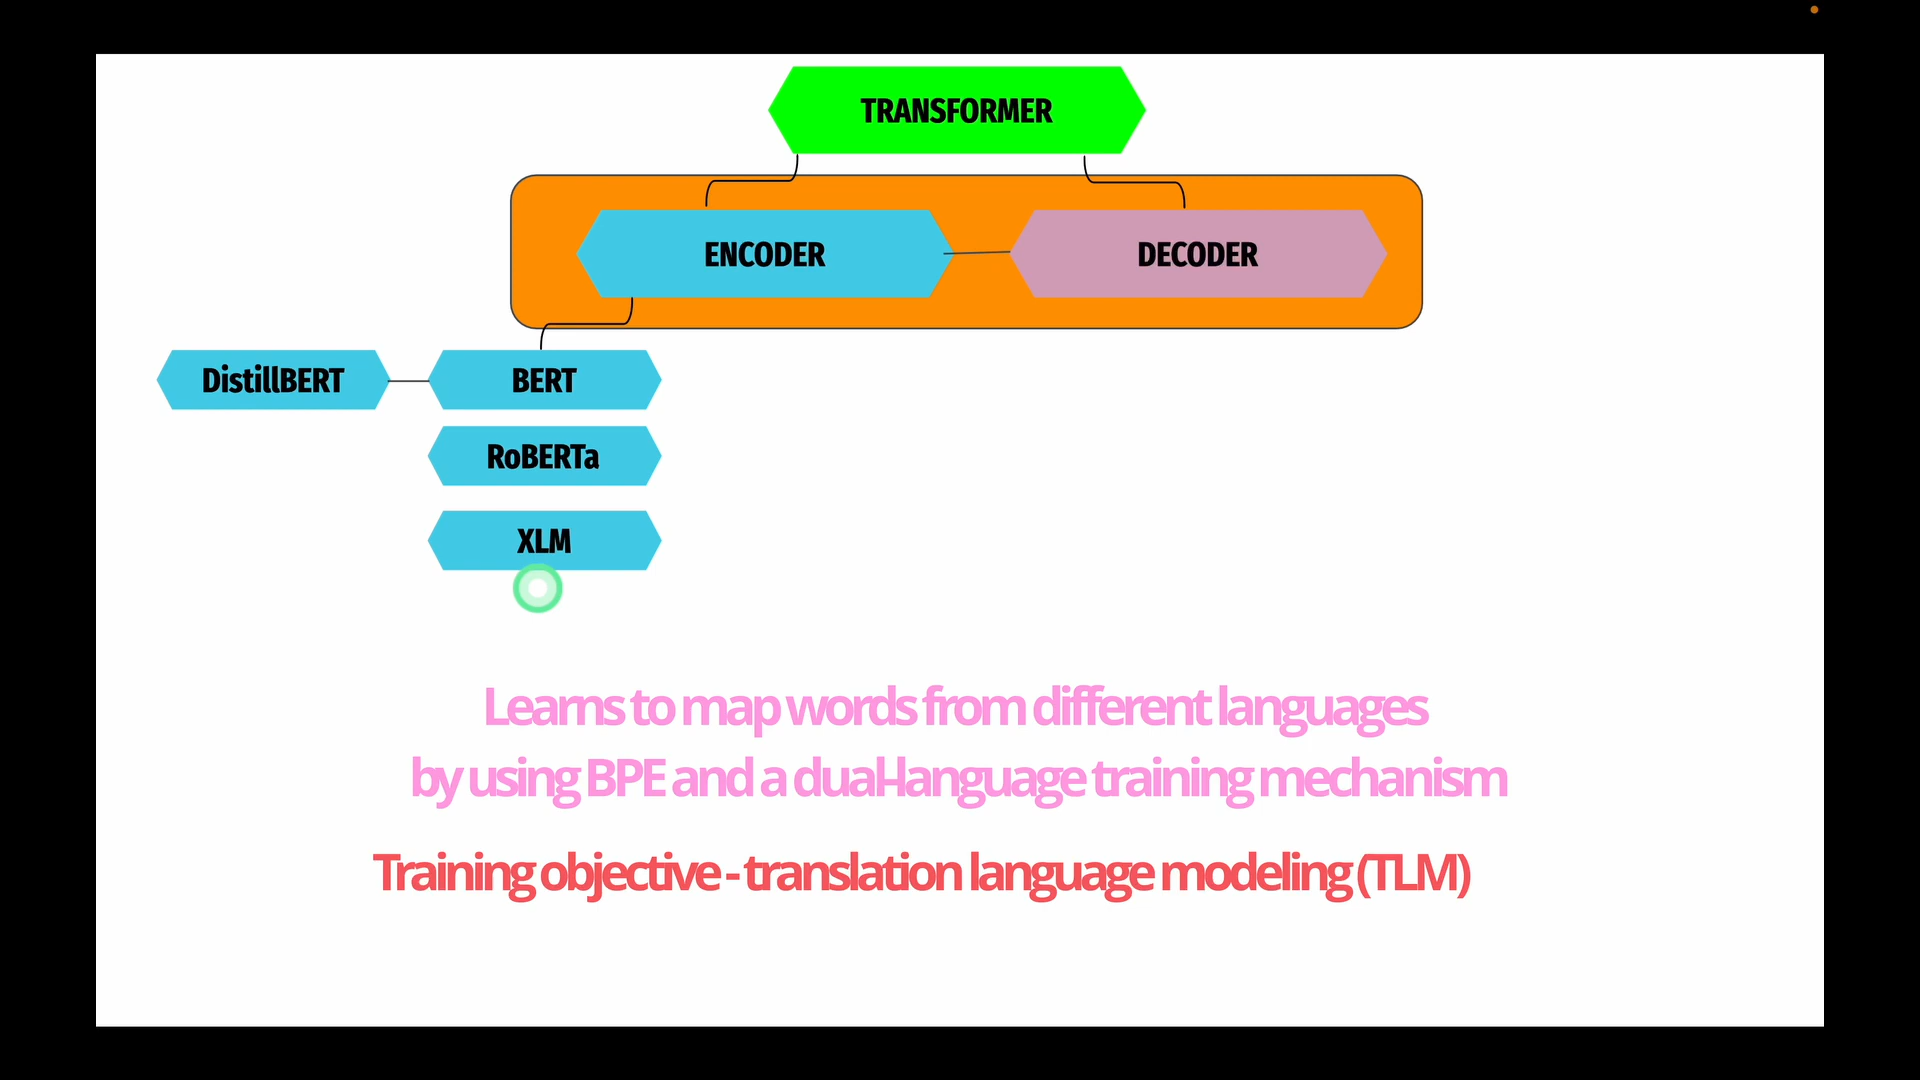 TRANSFORMER
ENCODER
DECODER
DistillBERT
BERT
RoBERTa
XLM
Learns to map words from different languages
by using BPE and a dual-language training mechanism
Training objective - translation language modeling (TLM)